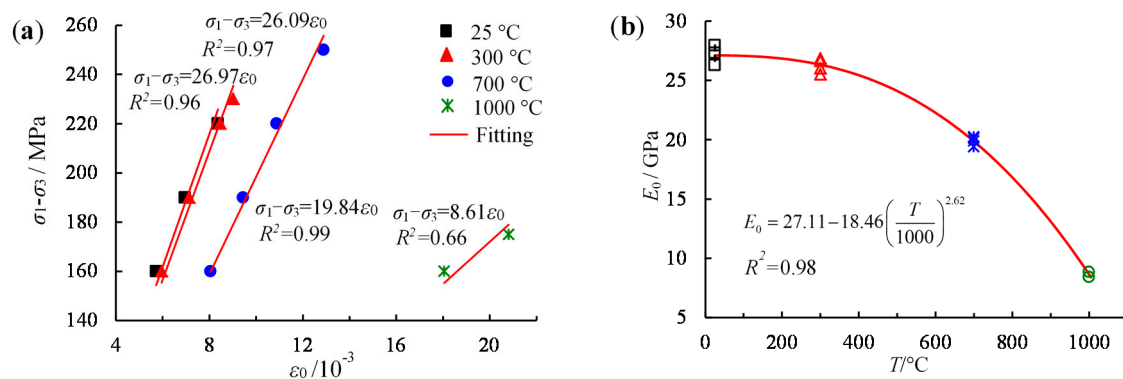 (a)
σ₁−σ₃=26.09ε₀
R²=0.97
σ₁−σ₃=26.97ε₀
R²=0.96
25 °C
300 °C
700 °C
1000 °C
Fitting
σ₁−σ₃=19.84ε₀
R²=0.99
σ₁−σ₃=8.61ε₀
R²=0.66
260
240
220
200
180
160
140
σ₁-σ₃ / MPa
4 8 12 16 20
ε₀ /10⁻³
(b)
30
25
20
15
10
5
E₀ / GPa
E₀ = 27.11−18.46(T/1000)^2.62
R²=0.98
0 200 400 600 800 1000
T/°C